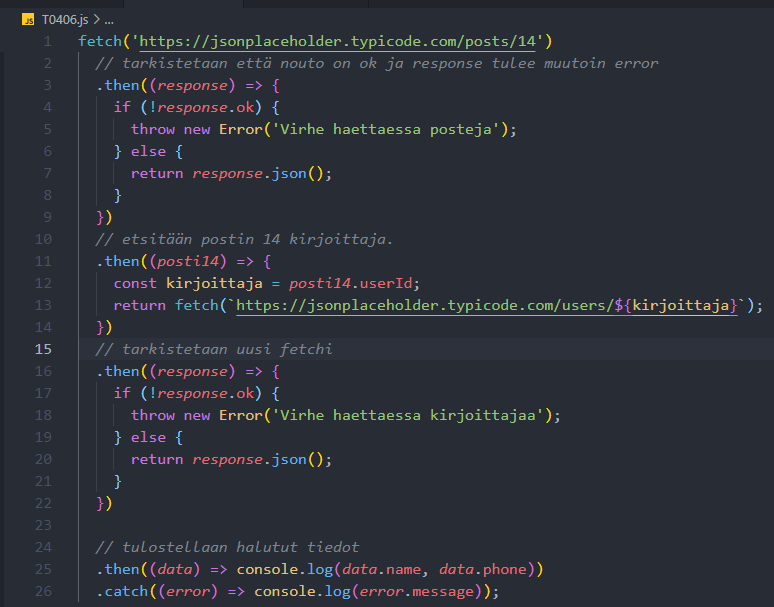 JS T0406.js > ...
1 fetch('https://jsonplaceholder.typicode.com/posts/14')
2 // tarkistetaan että nouto on ok ja response tulee muutoin error
3 .then((response) => {
4 if (!response.ok) {
5 throw new Error('Virhe haettaessa posteja');
6 } else {
7 return response.json();
8 }
9 })
10 // etsitään postin 14 kirjoittaja.
11 .then((posti14) => {
12 const kirjoittaja = posti14.userId;
13 return fetch(`https://jsonplaceholder.typicode.com/users/${kirjoittaja}`);
14 })
15 // tarkistetaan uusi fetchi
16 .then((response) => {
17 if (!response.ok) {
18 throw new Error('Virhe haettaessa kirjoittajaa');
19 } else {
20 return response.json();
21 }
22 })
23
24 // tulostellaan halutut tiedot
25 .then((data) => console.log(data.name, data.phone))
26 .catch((error) => console.log(error.message));